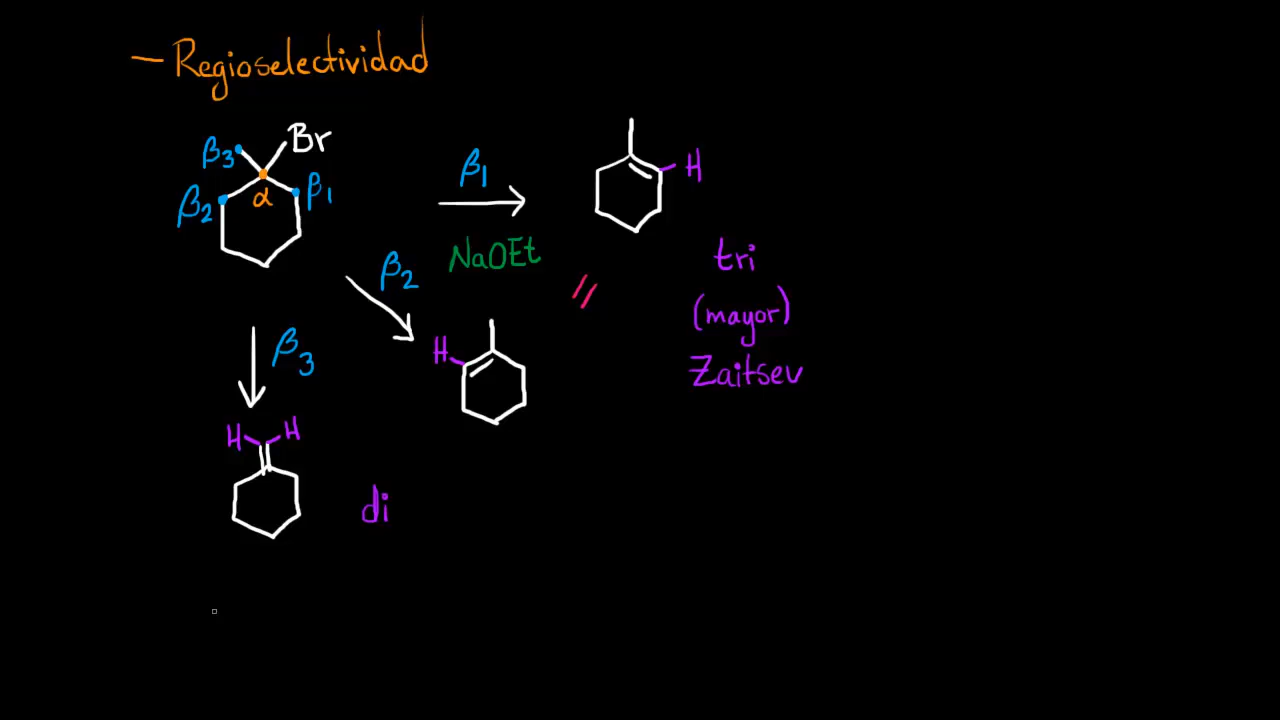 - Regioselectividad
Br
β3
β2
α
β1
β1
NaOEt
H
tri
(mayor)
Zaitsev
β2
H
β3
H H
di